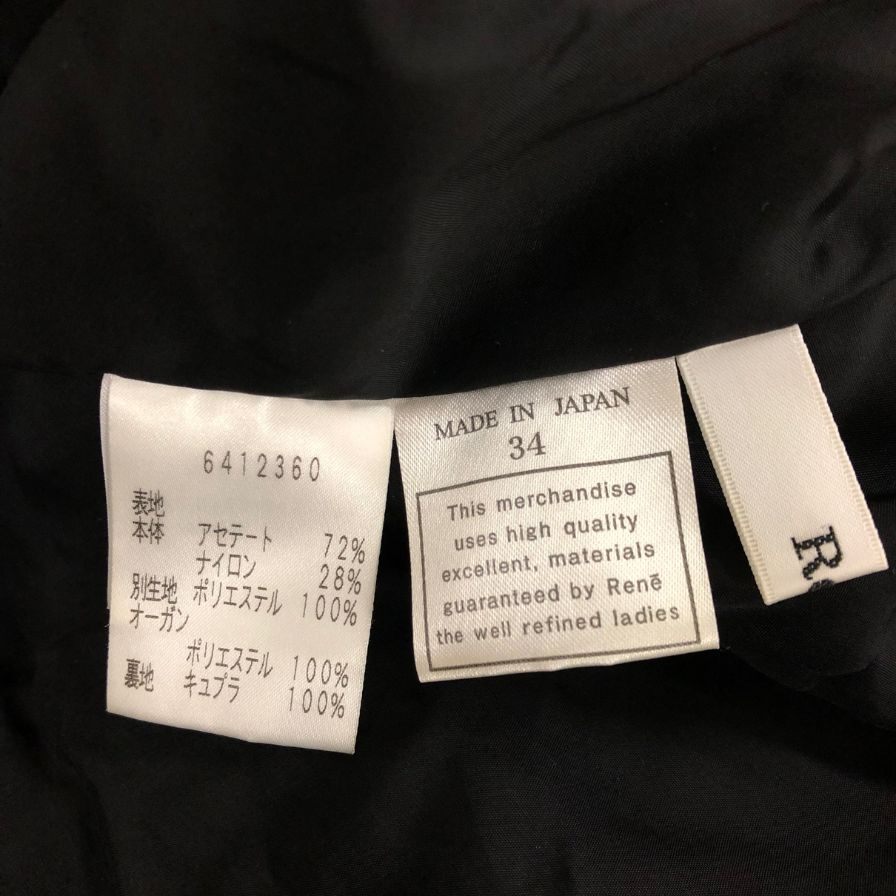 6412360
表地
本体 アセテート 72%
ナイロン 28%
別生地 ポリエステル 100%
オーガン
ポリエステル 100%
裏地 キュプラ 100%
MADE IN JAPAN
34
This merchandise
uses high quality
excellent, materials
guaranteed by Renē
the well refined ladies